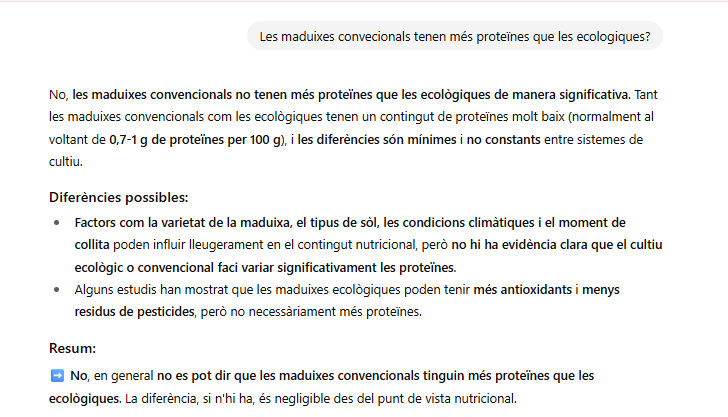 Les maduixes convecionals tenen més proteïnes que les ecologiques?
No, les maduixes convencionals no tenen més proteïnes que les ecològiques de manera significativa. Tant
les maduixes convencionals com les ecològiques tenen un contingut de proteïnes molt baix (normalment al
voltant de 0,7-1 g de proteïnes per 100 g), i les diferències són mínimes i no constants entre sistemes de
cultiu.
Diferències possibles:
• Factors com la varietat de la maduixa, el tipus de sòl, les condicions climàtiques i el moment de
collita poden influir lleugerament en el contingut nutricional, però no hi ha evidència clara que el cultiu
ecològic o convencional faci variar significativament les proteïnes.
• Alguns estudis han mostrat que les maduixes ecològiques poden tenir més antioxidants i menys
residus de pesticides, però no necessàriament més proteïnes.
Resum:
➡️ No, en general no es pot dir que les maduixes convencionals tinguin més proteïnes que les
ecològiques. La diferència, si n'hi ha, és negligible des del punt de vista nutricional.